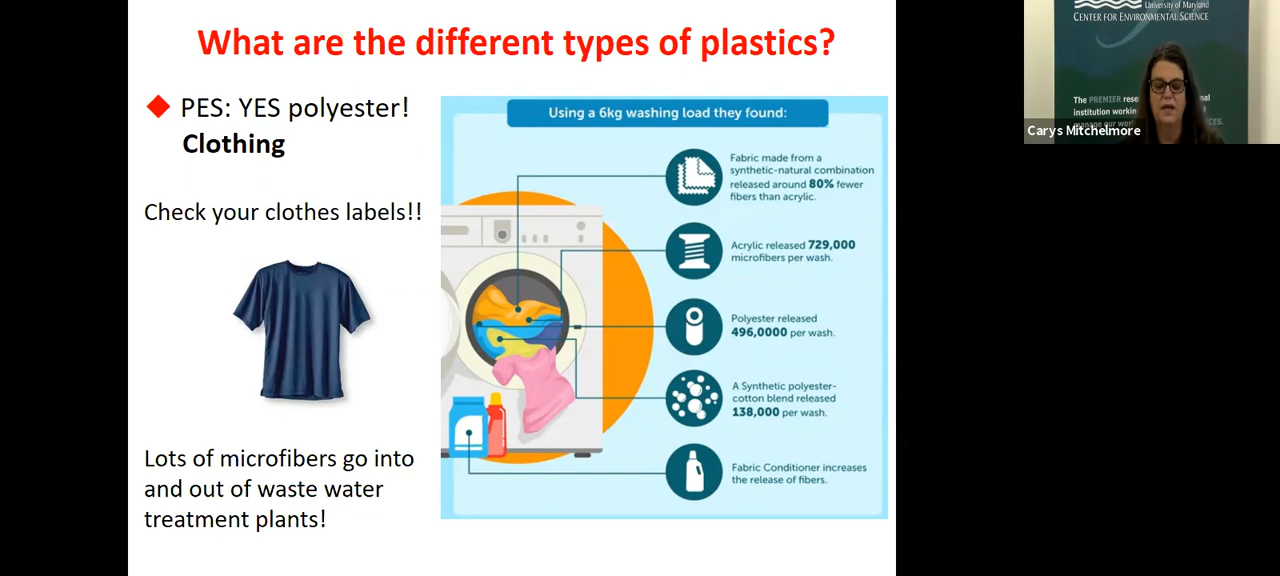 What are the different types of plastics?
PES: YES polyester!
Clothing
Check your clothes labels!!
Lots of microfibers go into
and out of waste water
treatment plants!
Using a 6kg washing load they found:
Fabric made from a
synthetic-natural combination
released around 80% fewer
fibers than acrylic.
Acrylic released 729,000
microfibers per wash.
Polyester released
496,0000 per wash.
A Synthetic polyester-
cotton blend released
138,000 per wash.
Fabric Conditioner increases
the release of fibers.
University of Maryland
CENTER FOR ENVIRONMENTAL SCIENCE
The PREMIER
institution
Carys Mitchelmore